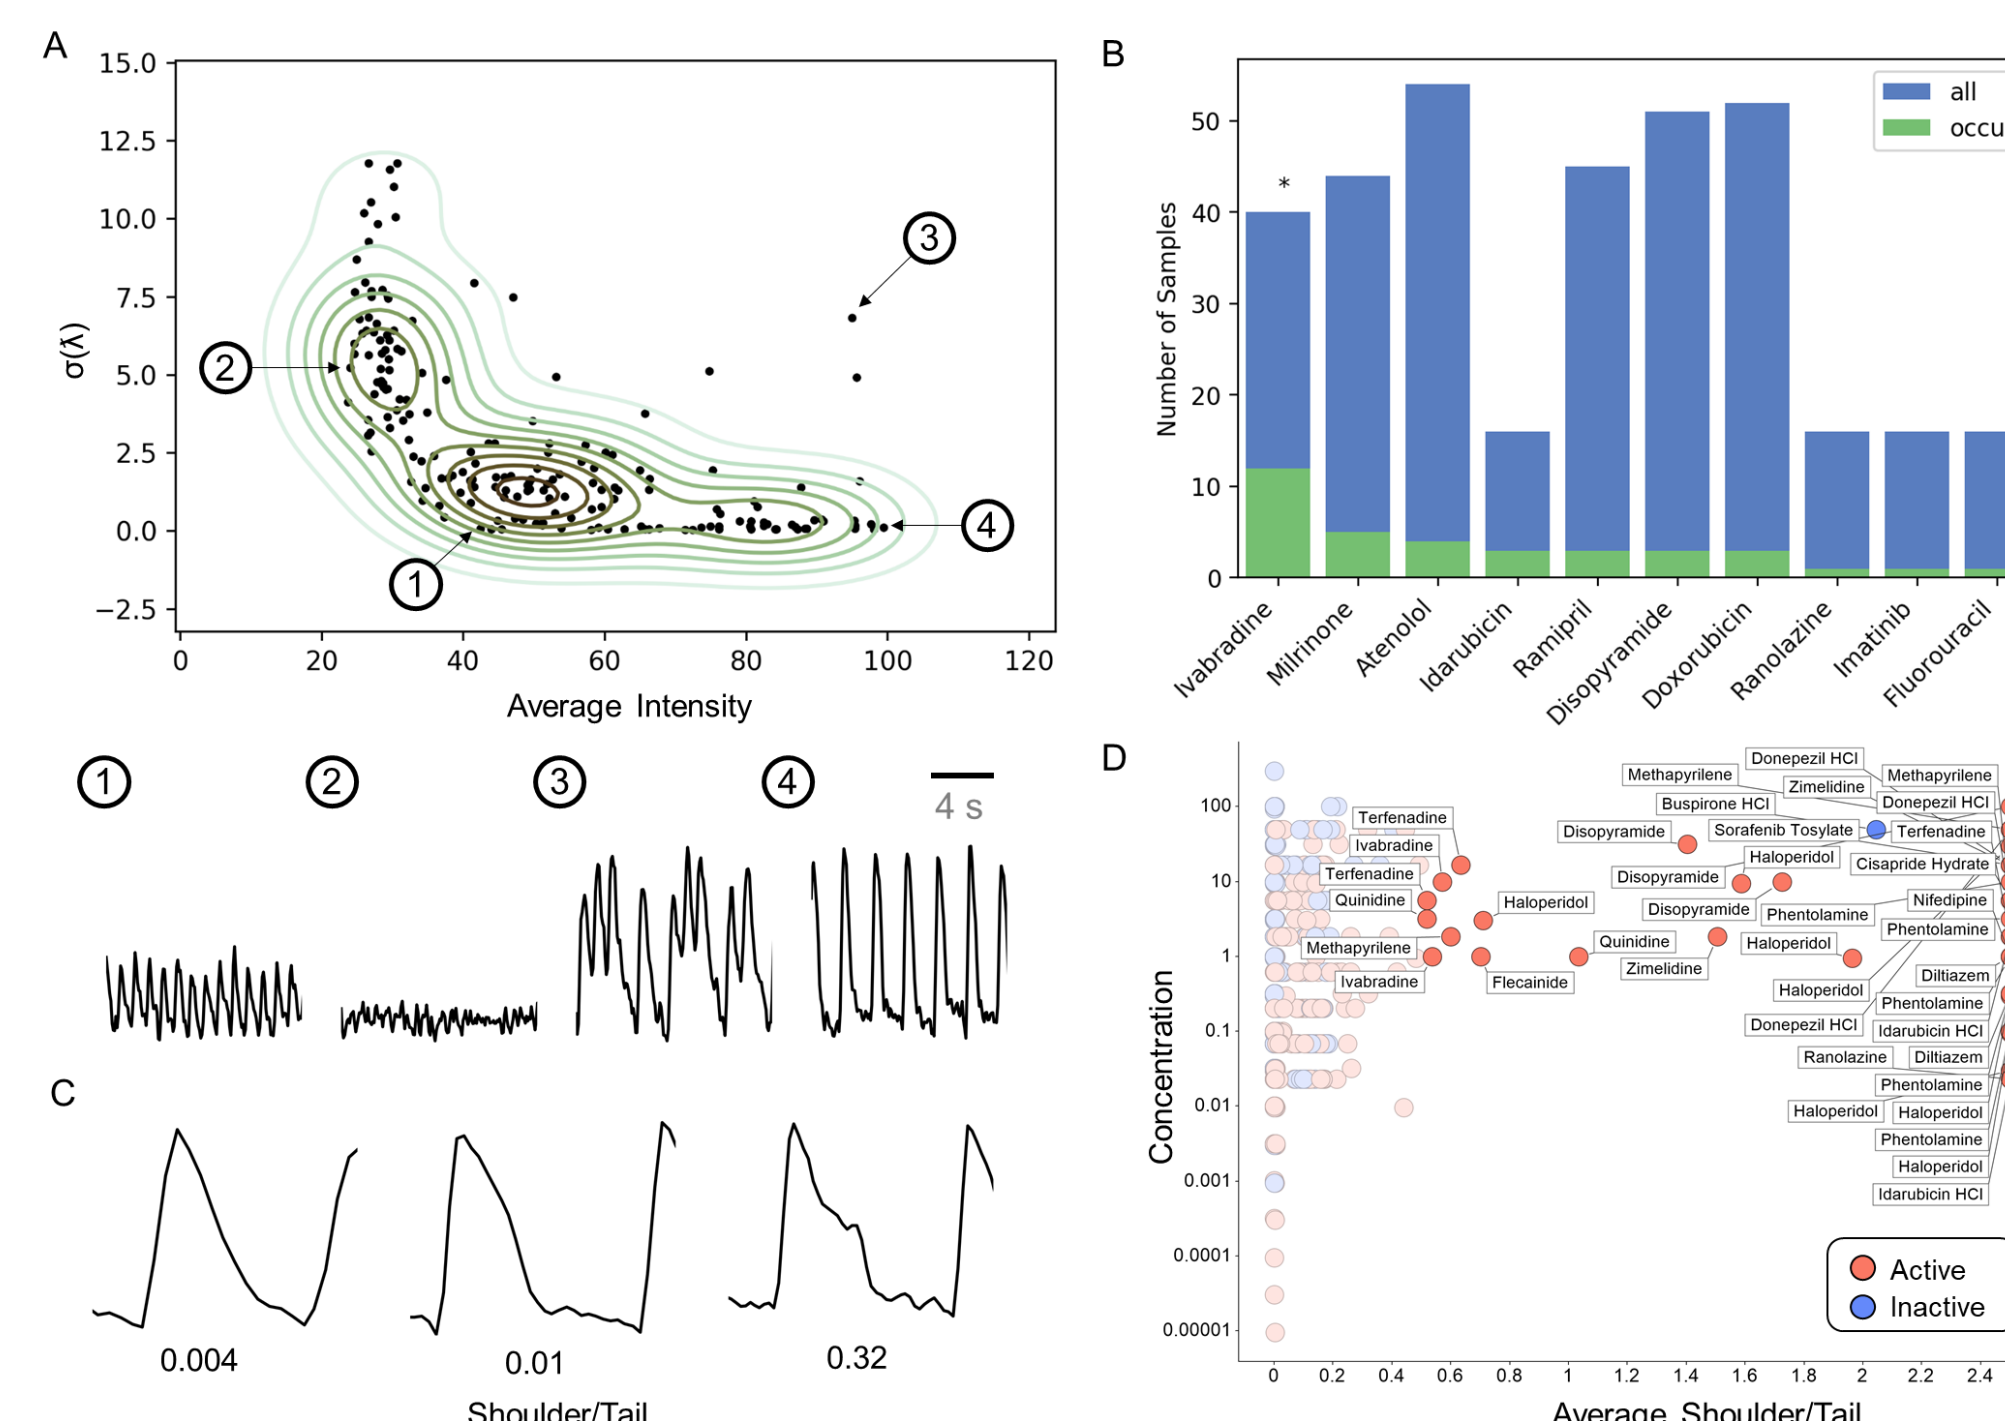 A
15.0
12.5
10.0
7.5
5.0
2.5
0.0
−2.5
σ(λ)
0 20 40 60 80 100 120
Average Intensity
3
2
4
1
B
50
40
30
20
10
0
Number of Samples
all
occu
*
Ivabradine
Milrinone
Atenolol
Idarubicin
Ramipril
Disopyramide
Doxorubicin
Ranolazine
Imatinib
Fluorouracil
1 2 3 4
4 s
C
0.004 0.01 0.32
Shoulder/Tail
D
Concentration
100
10
1
0.1
0.01
0.001
0.0001
0.00001
0 0.2 0.4 0.6 0.8 1 1.2 1.4 1.6 1.8 2 2.2 2.4
Average Shoulder/Tail
Donepezil HCl
Methapyrilene
Methapyrilene
Zimelidine
Buspirone HCl
Donepezil HCl
Terfenadine
Disopyramide
Sorafenib Tosylate
Terfenadine
Ivabradine
Haloperidol
Cisapride Hydrate
Terfenadine
Disopyramide
Quinidine
Haloperidol
Nifedipine
Disopyramide
Phentolamine
Phentolamine
Methapyrilene
Quinidine
Haloperidol
Zimelidine
Ivabradine
Flecainide
Diltiazem
Haloperidol
Phentolamine
Donepezil HCl
Idarubicin HCl
Ranolazine
Diltiazem
Phentolamine
Haloperidol
Haloperidol
Phentolamine
Haloperidol
Idarubicin HCl
Active
Inactive